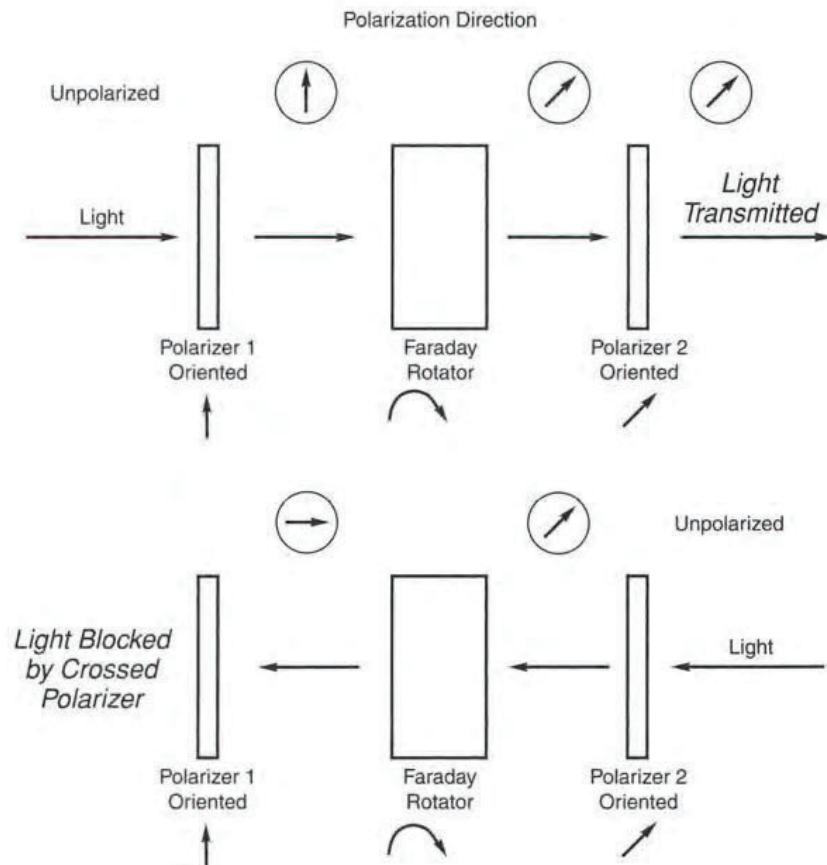 Polarization Direction
Unpolarized
Light
Light
Transmitted
Polarizer 1
Oriented
Faraday
Rotator
Polarizer 2
Oriented
Unpolarized
Light Blocked
by Crossed
Polarizer
Light
Polarizer 1
Oriented
Faraday
Rotator
Polarizer 2
Oriented